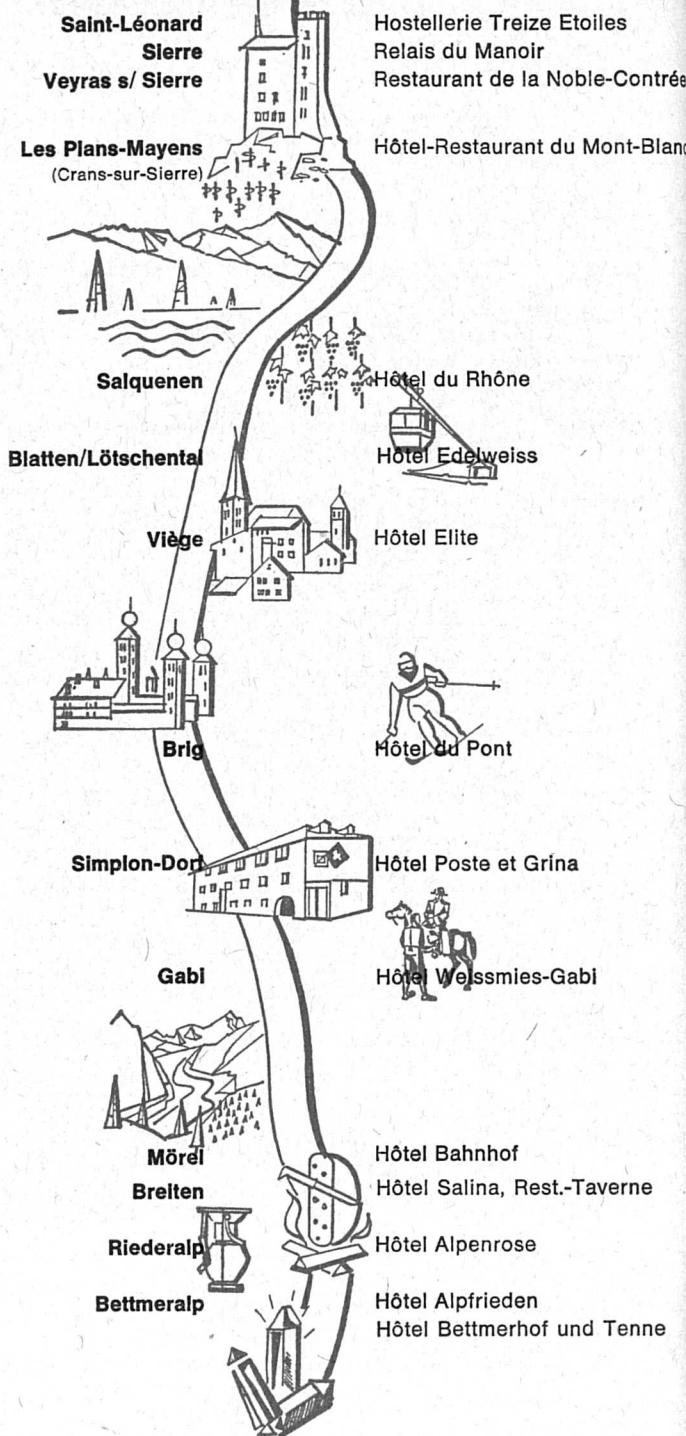 Saint-Léonard Hostellerie Treize Etoiles
Sierre Relais du Manoir
Veyras s/ Sierre Restaurant de la Noble-Contrée
Les Plans-Mayens Hôtel-Restaurant du Mont-Blanc
(Crans-sur-Sierre)
Salquenen Hôtel du Rhône
Blatten/Lötschental Hôtel Edelweiss
Viège Hôtel Elite
Brig Hôtel du Pont
Simplon-Dorf Hôtel Poste et Grina
Gabi Hôtel Weissmies-Gabi
Mörel Hôtel Bahnhof
Breiten Hôtel Salina, Rest.-Taverne
Riederalp Hôtel Alpenrose
Bettmeralp Hôtel Alpfrieden
Hôtel Bettmerhof und Tenne